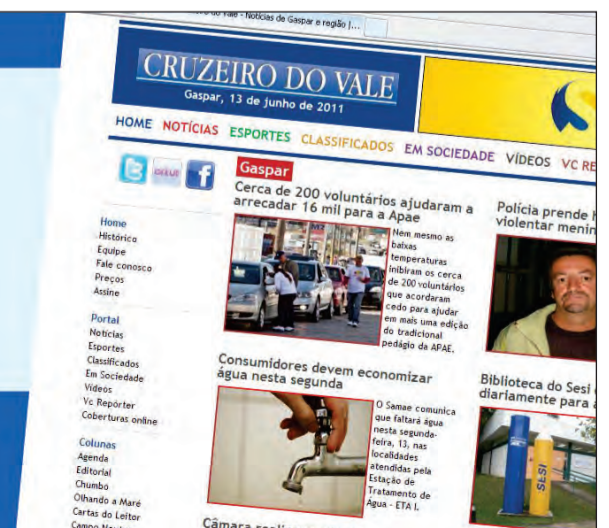 do Vale - Notícias de Gaspar e região |...
CRUZEIRO DO VALE
Gaspar, 13 de junho de 2011
HOME NOTÍCIAS ESPORTES CLASSIFICADOS EM SOCIEDADE VÍDEOS VC RE
Gaspar
Cerca de 200 voluntários ajudaram a
arrecadar 16 mil para a Apae
Nem mesmo as
baixas
temperaturas
inibiram os cerca
de 200 voluntários
que acordaram
cedo para ajudar
em mais uma edição
do tradicional
pedágio da APAE.
Polícia prende
violentar menin
Home
Histórico
Equipe
Fale conosco
Preços
Assine
Portal
Notícias
Esportes
Classificados
Em Sociedade
Vídeos
Vc Repórter
Coberturas online
Colunas
Agenda
Editorial
Chumbo
Olhando a Maré
Cartas do Leitor
Campo
Consumidores devem economizar
água nesta segunda
O Samae comunica
que faltará água
nesta segunda-
feira, 13, nas
localidades
atendidas pela
Estação de
Tratamento de
Água - ETA I.
Biblioteca do Sesi
diariamente para a
SESI
Câmara